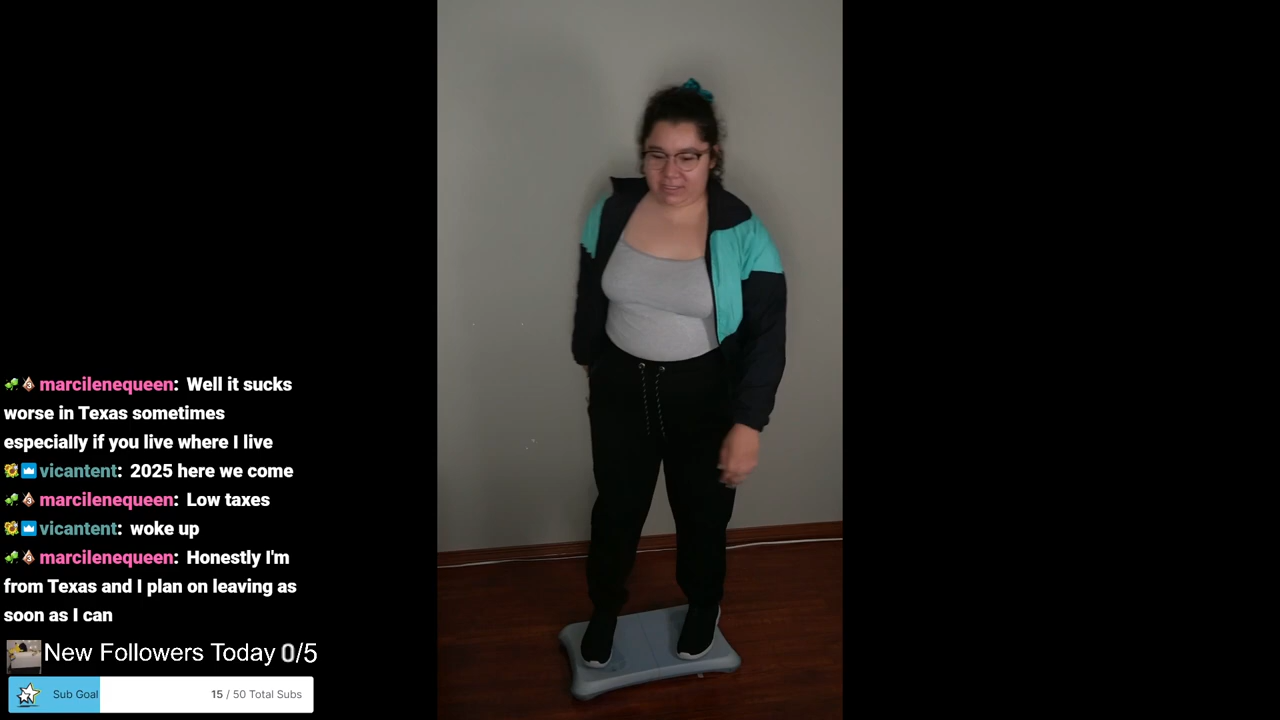 marcilenequeen: Well it sucks
worse in Texas sometimes
especially if you live where I live
vicantent: 2025 here we come
marcilenequeen: Low taxes
vicantent: woke up
marcilenequeen: Honestly I'm
from Texas and I plan on leaving as
soon as I can
New Followers Today 0/5
Sub Goal 15 / 50 Total Subs